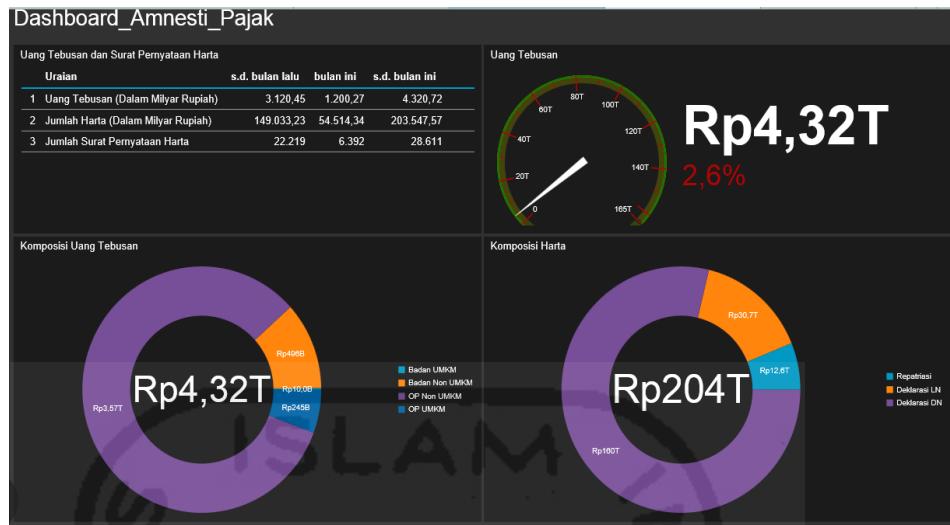 Dashboard_Amnesti_Pajak
Uang Tebusan dan Surat Pernyataan Harta
Uraian s.d. bulan lalu bulan ini s.d. bulan ini
1 Uang Tebusan (Dalam Milyar Rupiah) 3.120,45 1.200,27 4.320,72
2 Jumlah Harta (Dalam Milyar Rupiah) 149.033,23 54.514,34 203.547,57
3 Jumlah Surat Pernyataan Harta 22.219 6.392 28.611
Uang Tebusan
0
20T
40T
60T
80T
100T
120T
140T
165T
Rp4,32T
2,6%
Komposisi Uang Tebusan
Rp496B
Rp10,0B
Rp245B
Rp3,57T
Rp4,32T
Badan UMKM
Badan Non UMKM
OP Non UMKM
OP UMKM
Komposisi Harta
Rp30,7T
Rp12,6T
Rp160T
Rp204T
Repatriasi
Deklarasi LN
Deklarasi DN
ISLAM